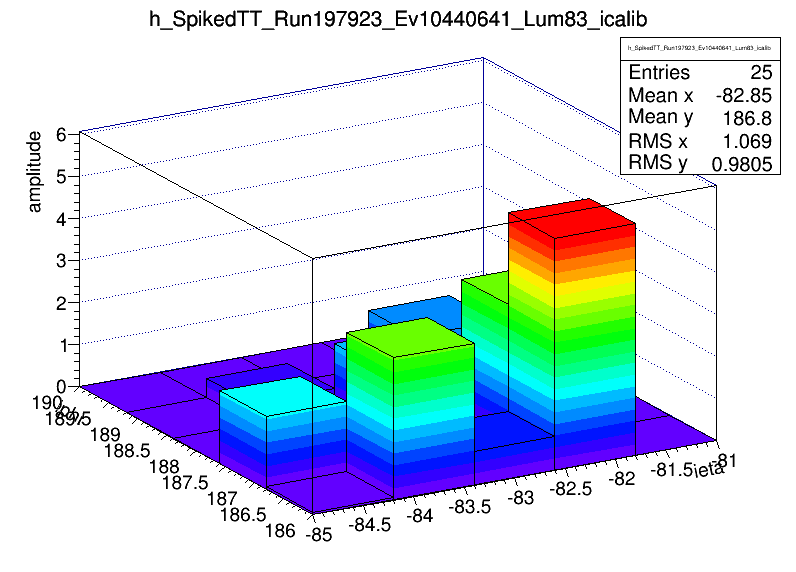 h_SpikedTT_Run197923_Ev10440641_Lum83_icalib
h_SpikedTT_Run197923_Ev10440641_Lum83_icalib
Entries 25
Mean x -82.85
Mean y 186.8
RMS x 1.069
RMS y 0.9805
amplitude
6
5
4
3
2
1
0
190
189.5
189
188.5
188
187.5
187
186.5
186
-85
-84.5
-84
-83.5
-83
-82.5
-82
-81.5
-81
ieta